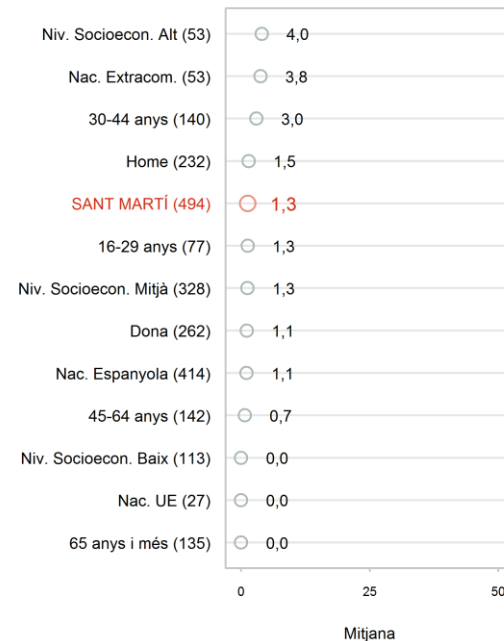 Niv. Socioecon. Alt (53) 4,0
Nac. Extracom. (53) 3,8
30-44 anys (140) 3,0
Home (232) 1,5
SANT MARTÍ (494) 1,3
16-29 anys (77) 1,3
Niv. Socioecon. Mitjà (328) 1,3
Dona (262) 1,1
Nac. Espanyola (414) 1,1
45-64 anys (142) 0,7
Niv. Socioecon. Baix (113) 0,0
Nac. UE (27) 0,0
65 anys i més (135) 0,0
0 25 50
Mitjana